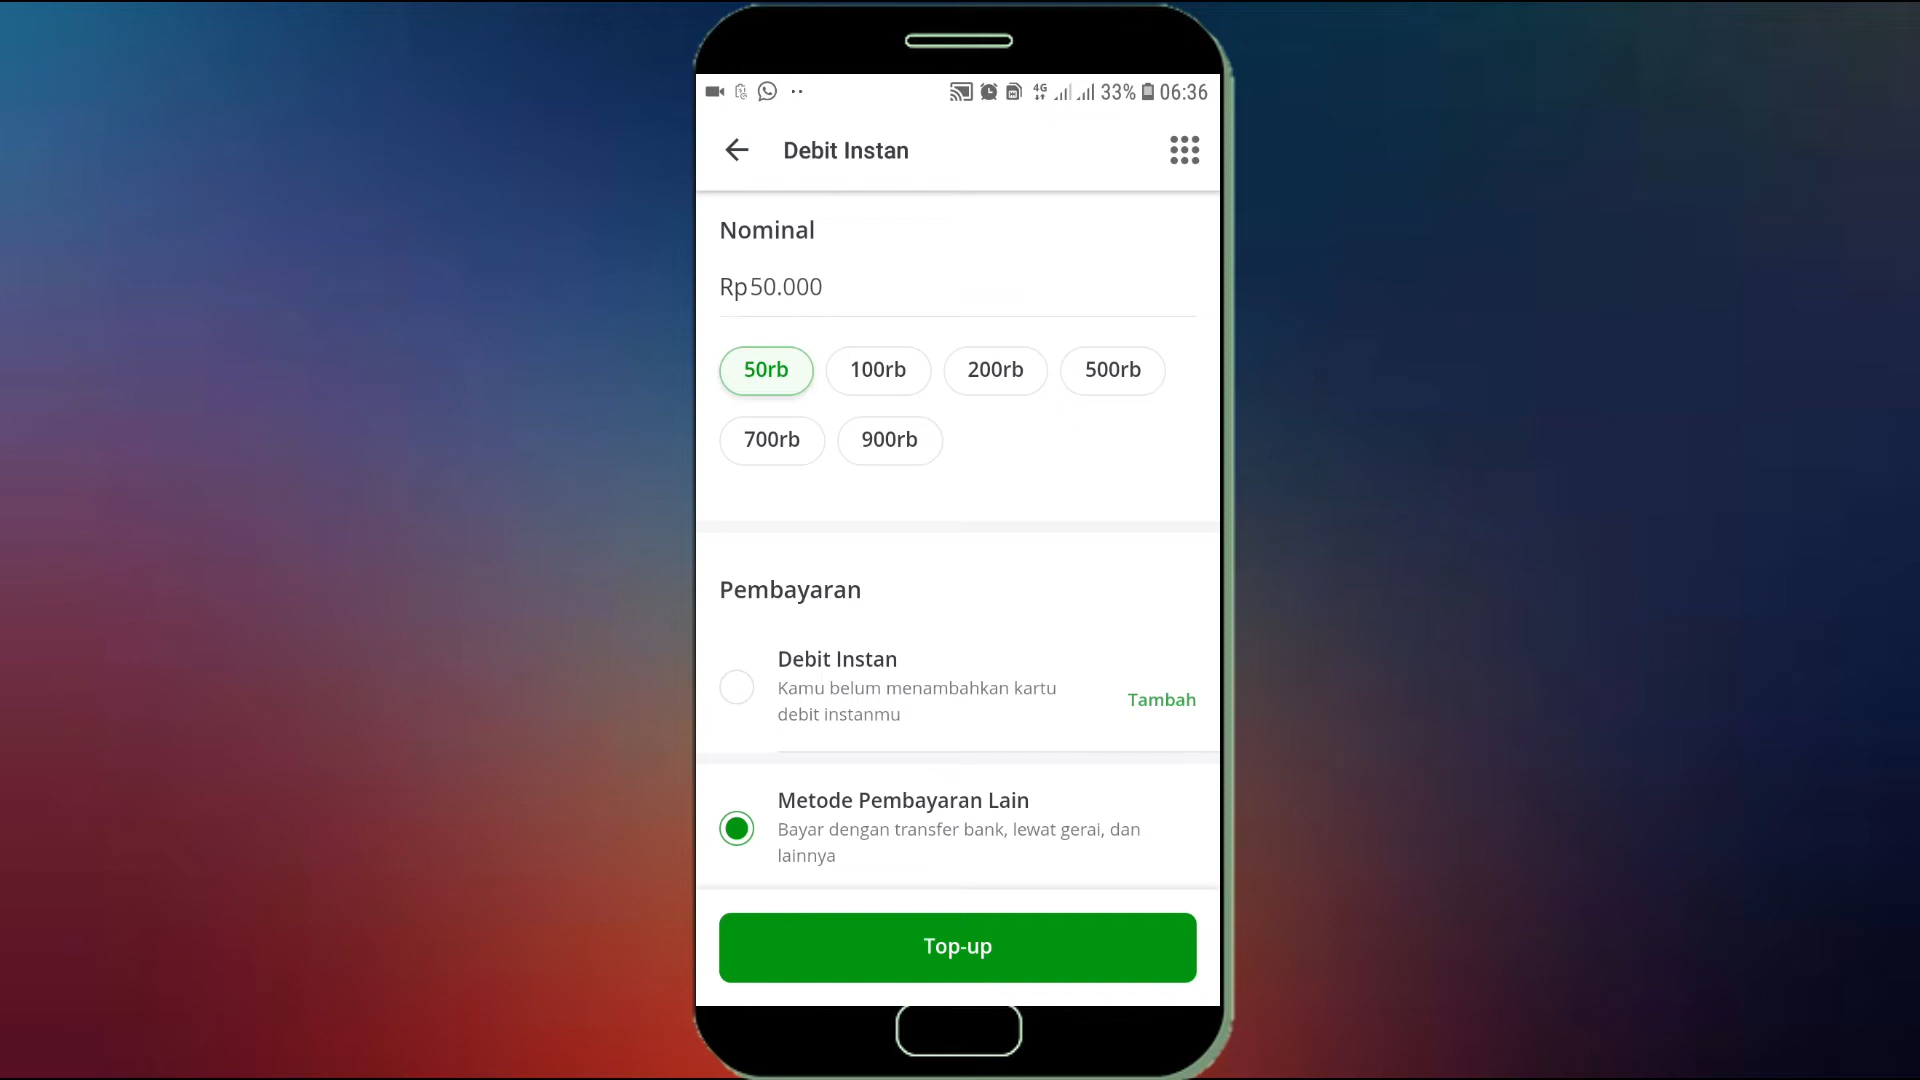 4G 33% 06:36
Debit Instan
Nominal
Rp50.000
50rb 100rb 200rb 500rb
700rb 900rb
Pembayaran
Debit Instan
Kamu belum menambahkan kartu
debit instanmu
Tambah
Metode Pembayaran Lain
Bayar dengan transfer bank, lewat gerai, dan
lainnya
Top-up